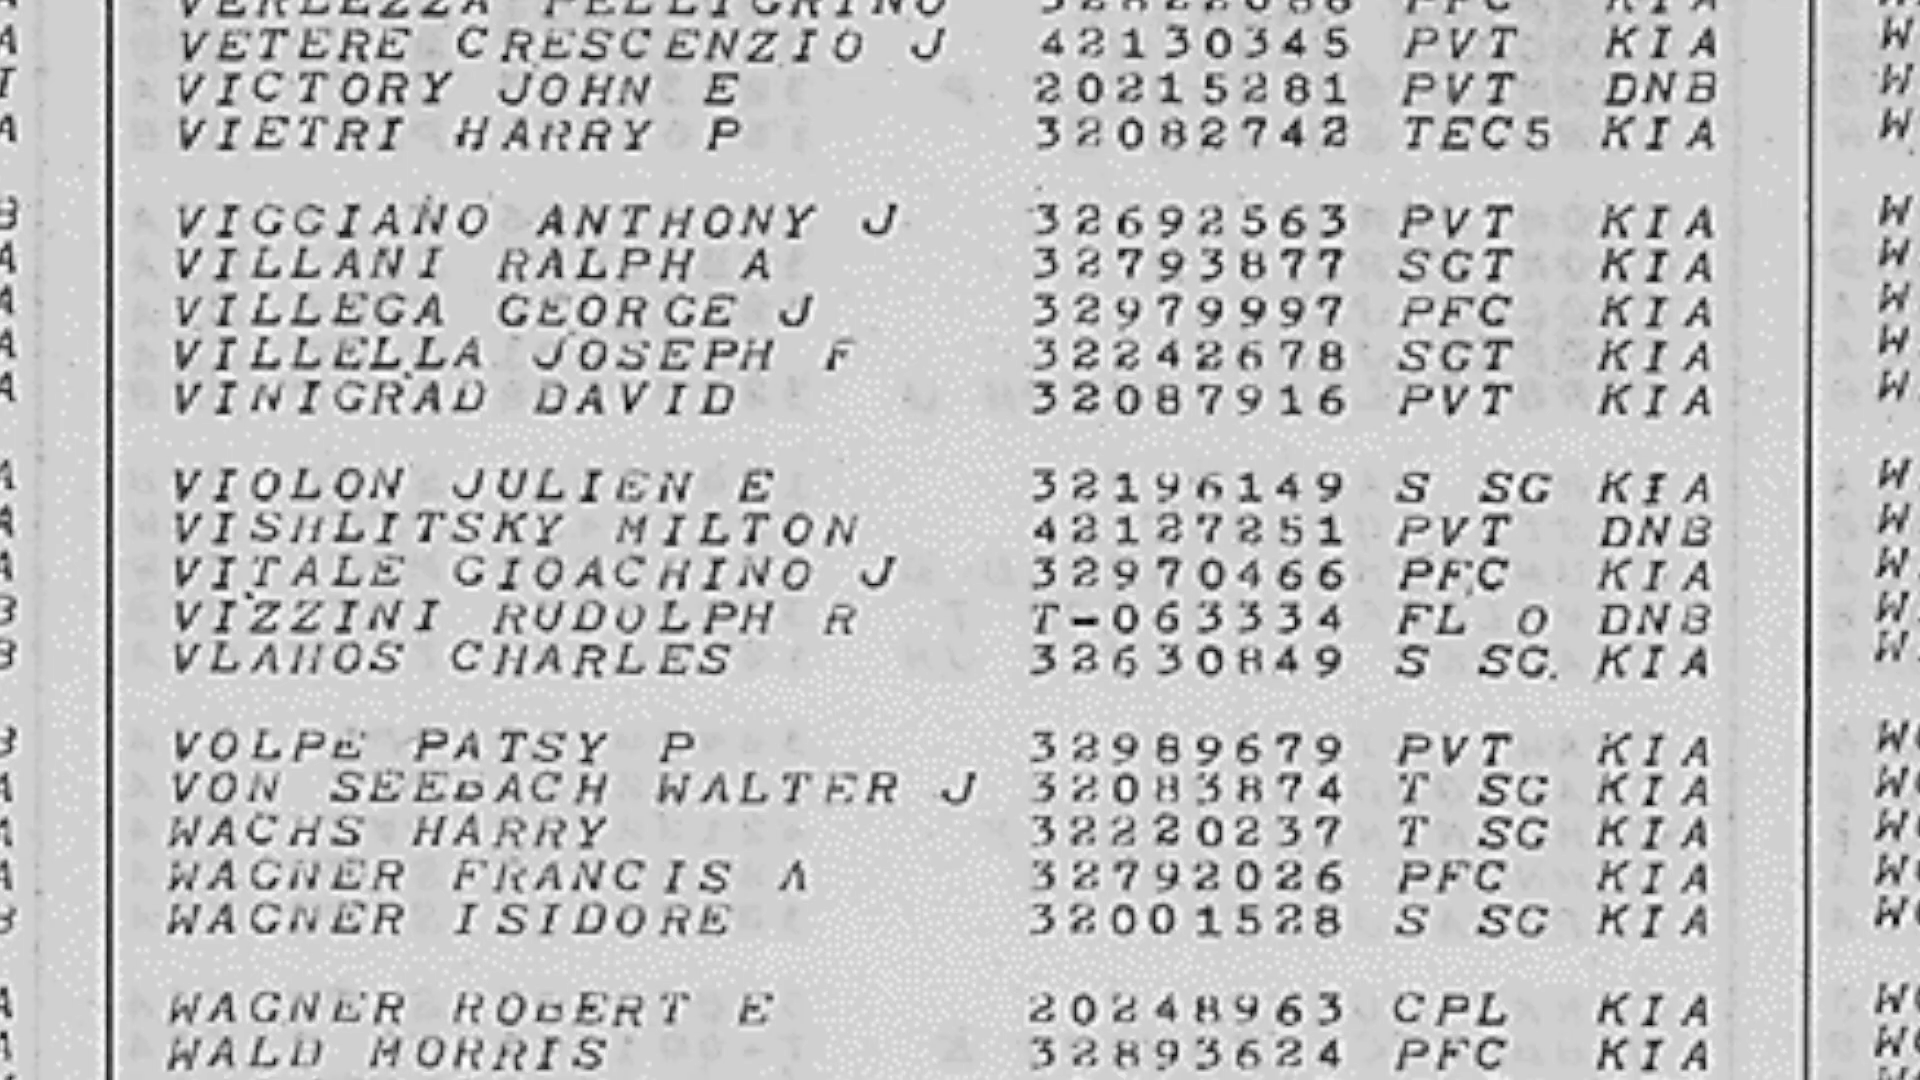 VETERE CRESCENZIO J 42130345 PVT KIA
VICTORY JOHN E 20215281 PVT DNB
VIETRI HARRY P 32082742 TEC5 KIA
VIGGIANO ANTHONY J 32692563 PVT KIA
VILLANI RALPH A 32793877 SGT KIA
VILLEGA GEORGE J 32979997 PFC KIA
VILLELLA JOSEPH F 32242678 SGT KIA
VINIGRAD DAVID 32087916 PVT KIA
VIOLON JULIEN E 32196149 S SG KIA
VISHLITSKY MILTON 42127251 PVT DNB
VITALE GIOACHINO J 32970466 PFC KIA
VIZZINI RUDOLPH R T-063334 FL O DNB
VLAHOS CHARLES 32630849 S SG KIA
VOLPE PATSY P 32989679 PVT KIA
VON SEEBACH WALTER J 32083874 T SG KIA
WACHS HARRY 32220237 T SG KIA
WAGNER FRANCIS A 32792026 PFC KIA
WAGNER ISIDORE 32001528 S SG KIA
WAGNER ROBERT E 20248963 CPL KIA
WALD MORRIS 32893624 PFC KIA